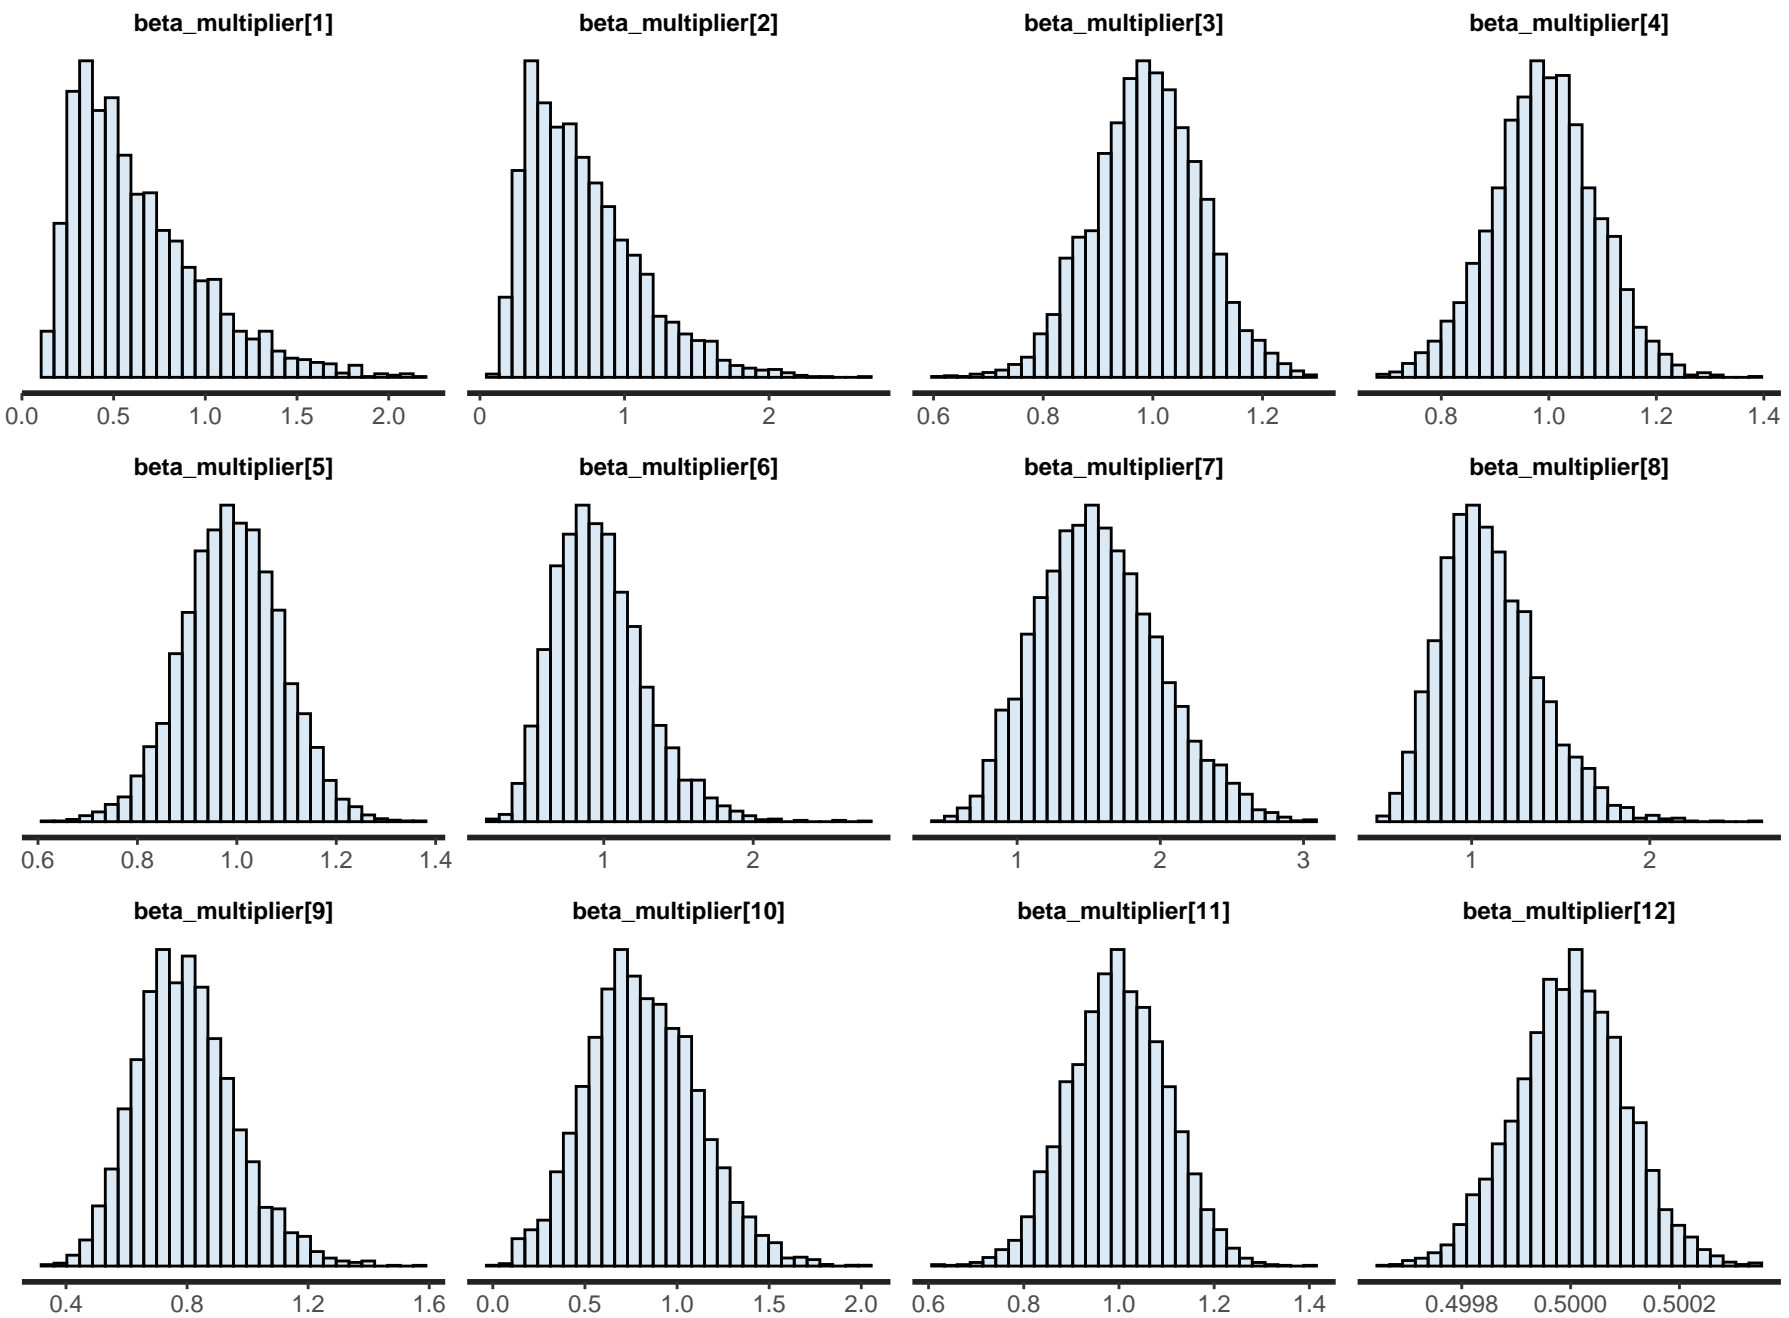 beta_multiplier[1] beta_multiplier[2] beta_multiplier[3] beta_multiplier[4]
0.0 0.5 1.0 1.5 2.0 0 1 2 0.6 0.8 1.0 1.2 0.8 1.0 1.2 1.4
beta_multiplier[5] beta_multiplier[6] beta_multiplier[7] beta_multiplier[8]
0.6 0.8 1.0 1.2 1.4 1 2 1 2 3 1 2
beta_multiplier[9] beta_multiplier[10] beta_multiplier[11] beta_multiplier[12]
0.4 0.8 1.2 1.6 0.0 0.5 1.0 1.5 2.0 0.6 0.8 1.0 1.2 1.4 0.4998 0.5000 0.5002